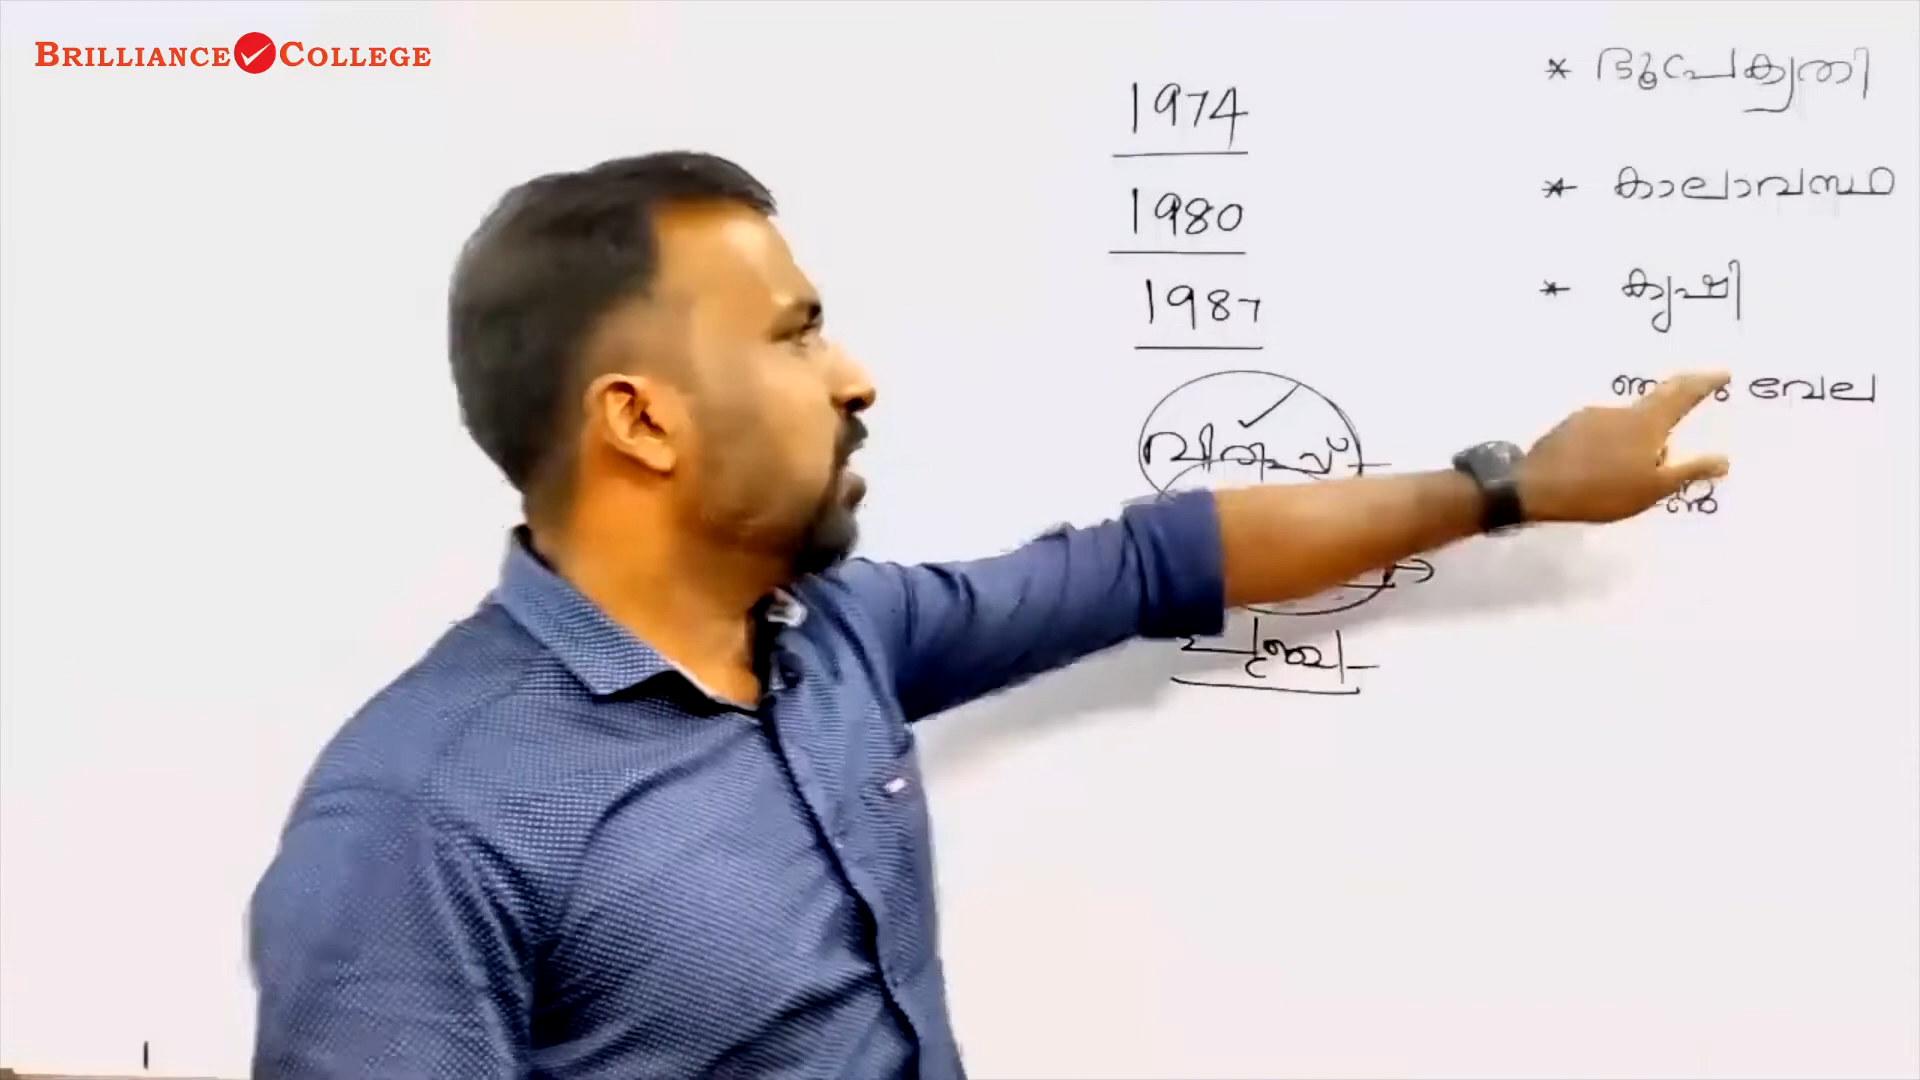 BRILLIANCE COLLEGE
1974
1980
1987
വിരിപ്പ് -
പുഞ്ച -
* ഭൂപ്രകൃതി
* കാലാവസ്ഥ
* കൃഷി
വേല